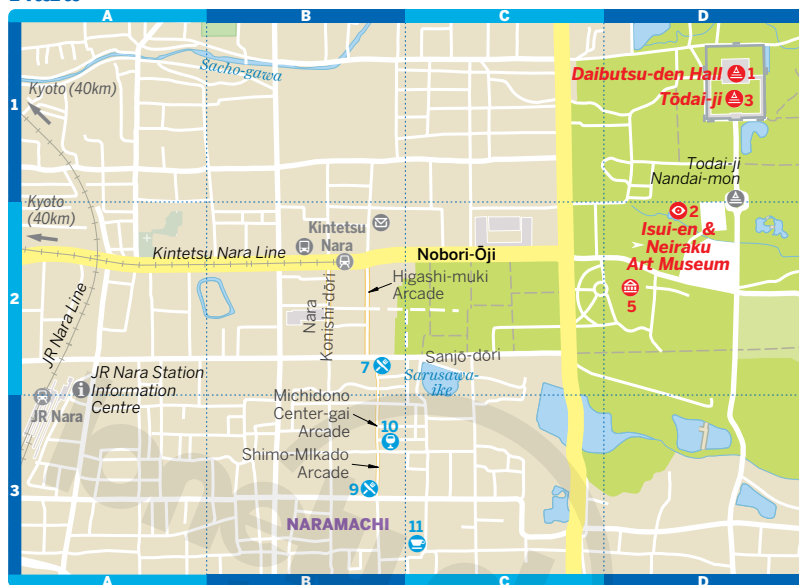 A B C D
1
2
3
Kyoto (40km)
Sacho-gawa
Daibutsu-den Hall 1
Tōdai-ji 3
Todai-ji
Nandai-mon
Kyoto
(40km)
Kintetsu Nara Line
Kintetsu
Nara
Nobori-Ōji
2
Isui-en &
Neiraku
Art Museum
5
Higashi-muki
Arcade
Nara
Konishi-dōri
JR Nara Line
Sanjō-dōri
7
Sarusawa-
ike
JR Nara Station
Information
Centre
JR Nara
Michidono
Center-gai
Arcade
10
Shimo-MIkado
Arcade
9
NARAMACHI
11
A B C D
1
2
3